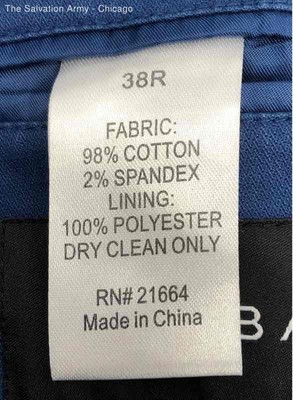 The Salvation Army - Chicago
38R
FABRIC:
98% COTTON
2% SPANDEX
LINING:
100% POLYESTER
DRY CLEAN ONLY
RN# 21664
Made in China
BA